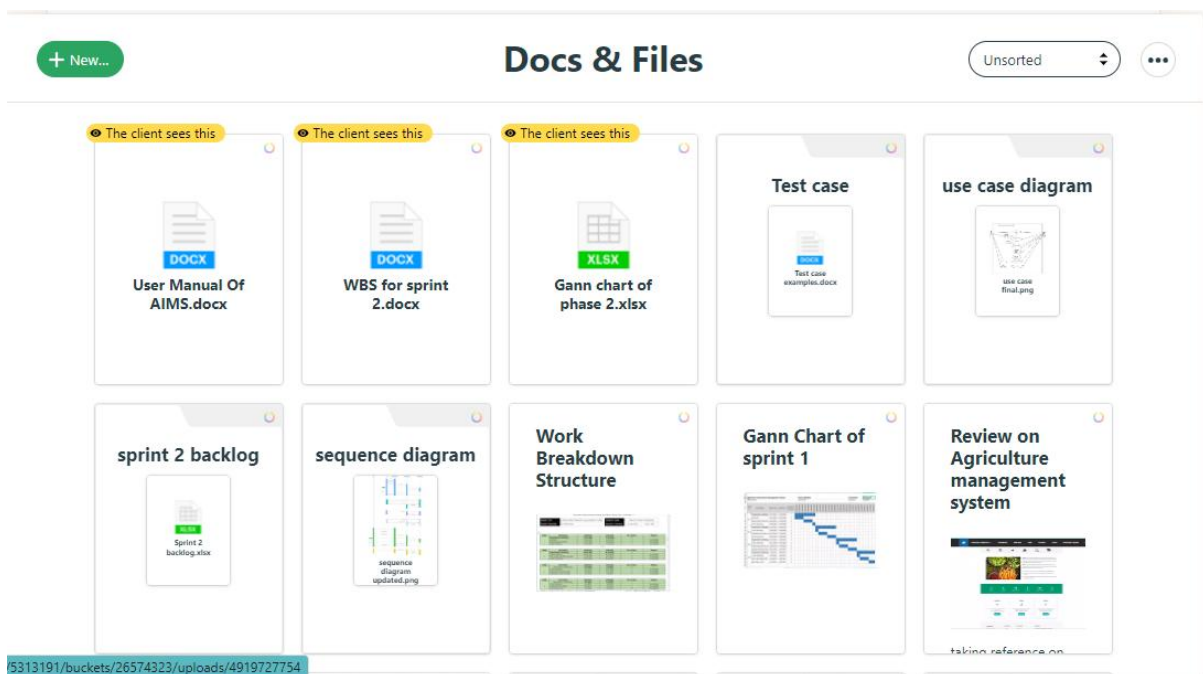 + New...
Docs & Files
Unsorted
The client sees this
The client sees this
The client sees this
DOCX
User Manual Of
AIMS.docx
DOCX
WBS for sprint
2.docx
XLSX
Gann chart of
phase 2.xlsx
Test case
DOCX
Test case
examples.docx
use case diagram
use case
final.png
sprint 2 backlog
XLSX
Sprint 2
backlog.xlsx
sequence diagram
sequence
diagram
updated.png
Work
Breakdown
Structure
Gann Chart of
sprint 1
Review on
Agriculture
management
system
taking reference on
/5313191/buckets/26574323/uploads/4919727754